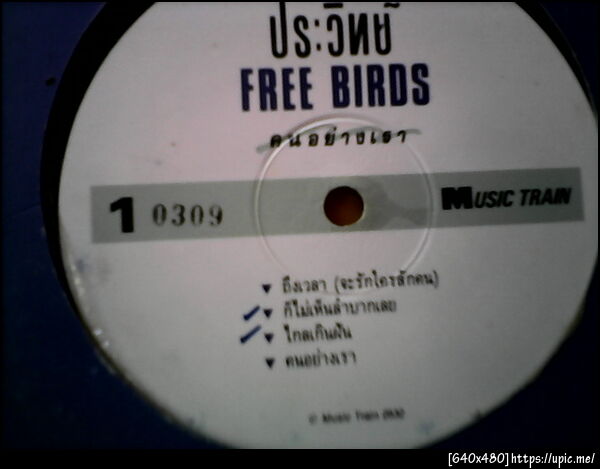 ประวิทย์
FREE BIRDS
คนอย่างเรา
1 0309 MUSIC TRAIN
▼ ถึงเวลา (จะรักใครสักคน)
▼ ก็ไม่เห็นลำบากเลย
▼ ไกลเกินฝัน
▼ คนอย่างเรา
© Music Train
[640x480]https://upic.me/